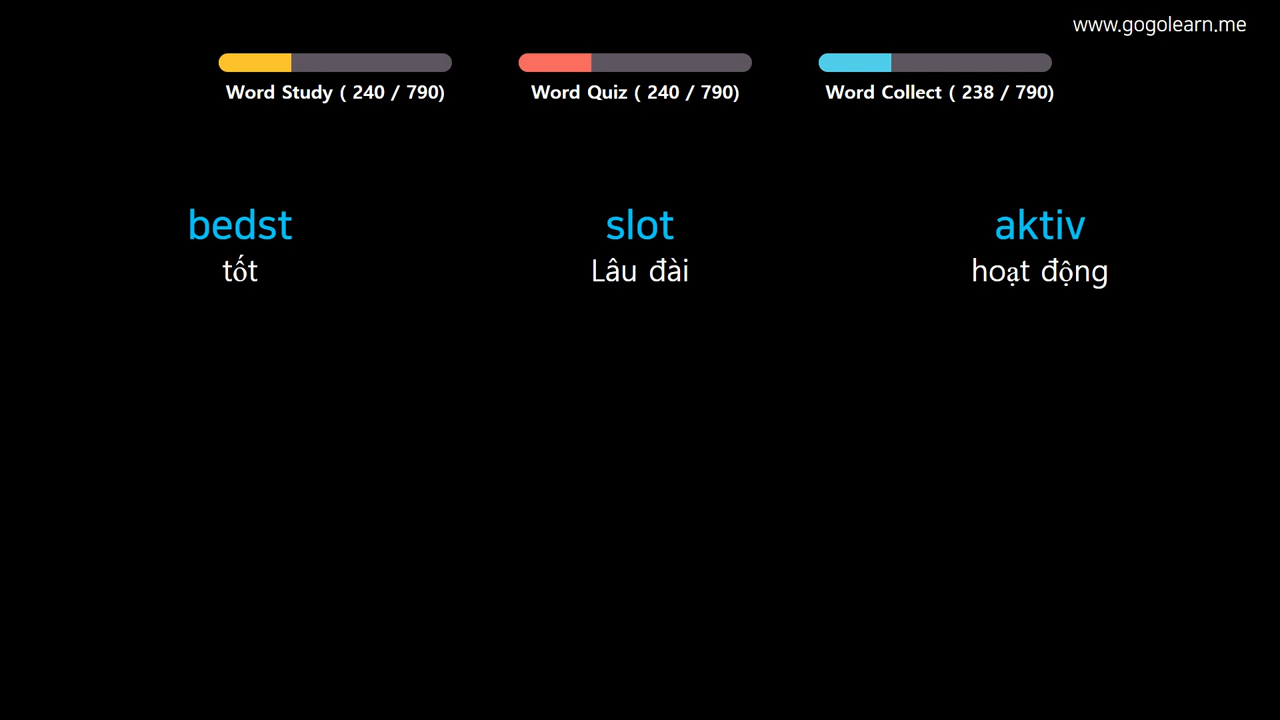 www.gogolearn.me
Word Study ( 240 / 790)
Word Quiz ( 240 / 790)
Word Collect ( 238 / 790)
bedst
tốt
slot
Lâu đài
aktiv
hoạt động